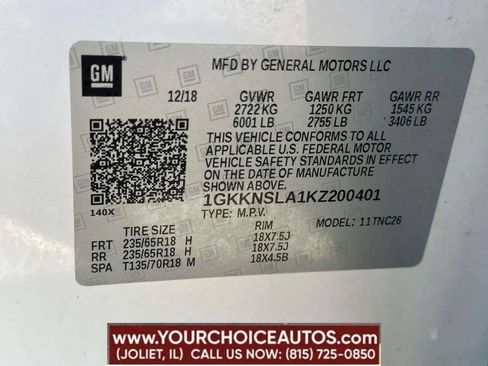 GM
MFD BY GENERAL MOTORS LLC
12/18 GVWR GAWR FRT GAWR RR
2722 KG 1250 KG 1545 KG
6001 LB 2755 LB 3406 LB
THIS VEHICLE CONFORMS TO ALL
APPLICABLE U.S. FEDERAL MOTOR
VEHICLE SAFETY STANDARDS IN EFFECT
ON THE DATE OF MANUFACTURE SHOWN ABOVE.
1GKKNSLA1KZ200401
140X TYPE: M.P.V. MODEL: 11TNC26
TIRE SIZE RIM
FRT 235/65R18 H 18X7.5J
RR 235/65R18 H 18X7.5J
SPA T135/70R18 M 18X4.5B
WWW.YOURCHOICEAUTOS.COM
(JOLIET, IL) CALL US NOW! (815) 725-0850